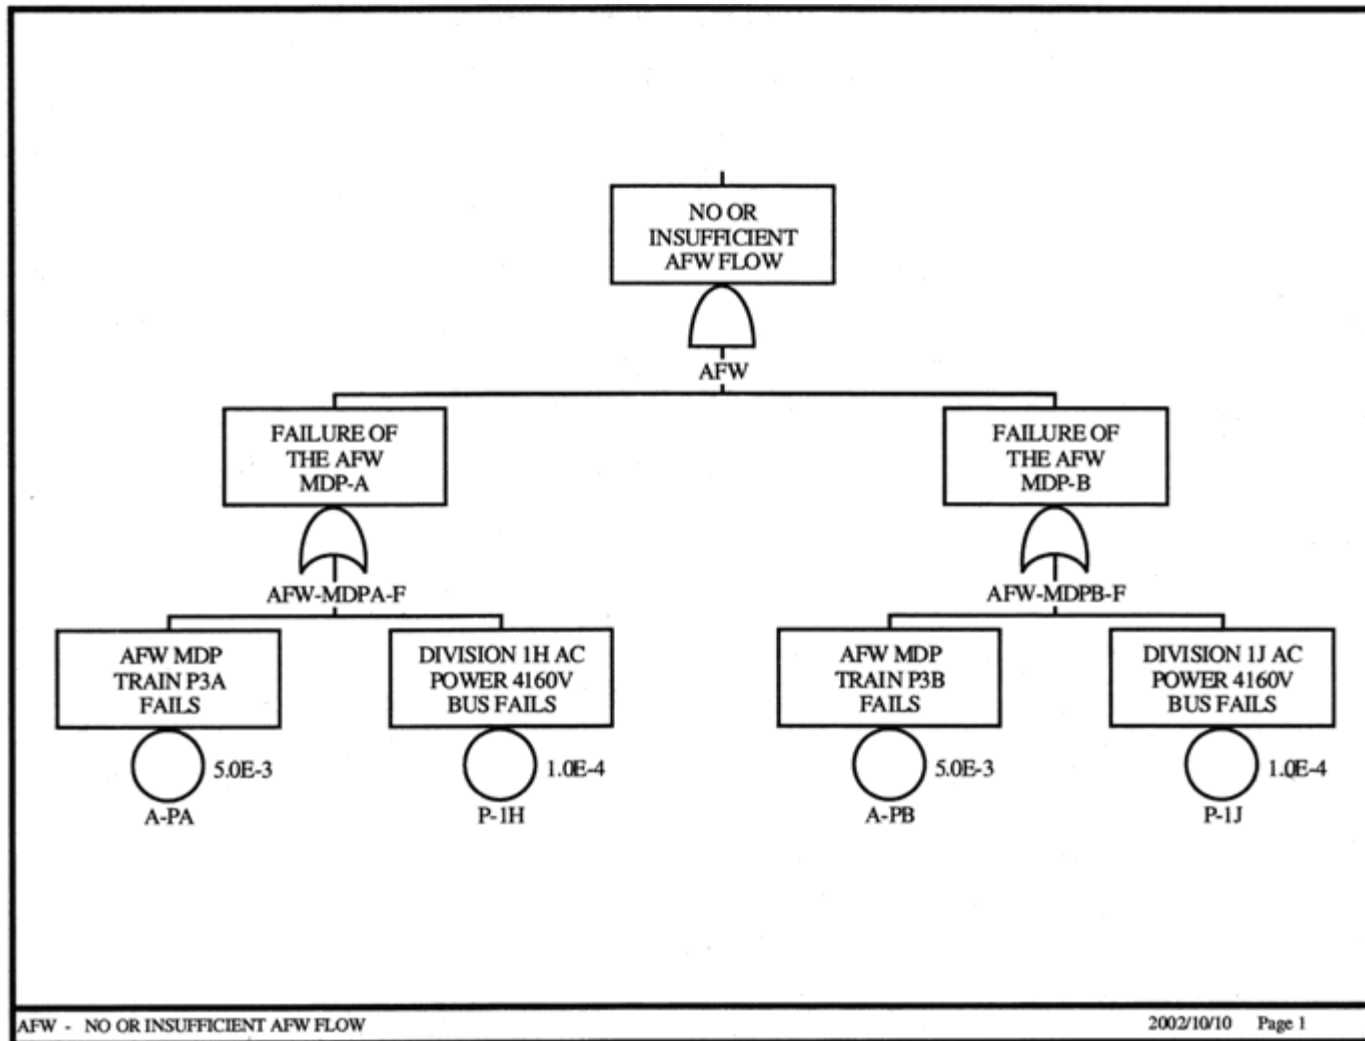 NO OR
INSUFFICIENT
AFW FLOW
AFW
FAILURE OF
THE AFW
MDP-A
FAILURE OF
THE AFW
MDP-B
AFW-MDPA-F
AFW-MDPB-F
AFW MDP
TRAIN P3A
FAILS
DIVISION 1H AC
POWER 4160V
BUS FAILS
AFW MDP
TRAIN P3B
FAILS
DIVISION 1J AC
POWER 4160V
BUS FAILS
5.0E-3
1.0E-4
5.0E-3
1.0E-4
A-PA
P-1H
A-PB
P-1J
AFW - NO OR INSUFFICIENT AFW FLOW
2002/10/10 Page 1